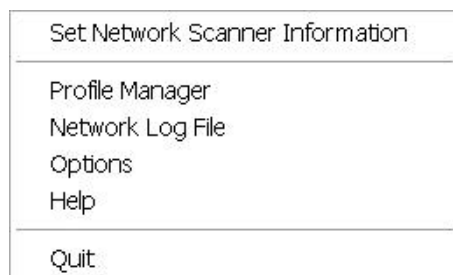 Set Network Scanner Information
Profile Manager
Network Log File
Options
Help
Quit